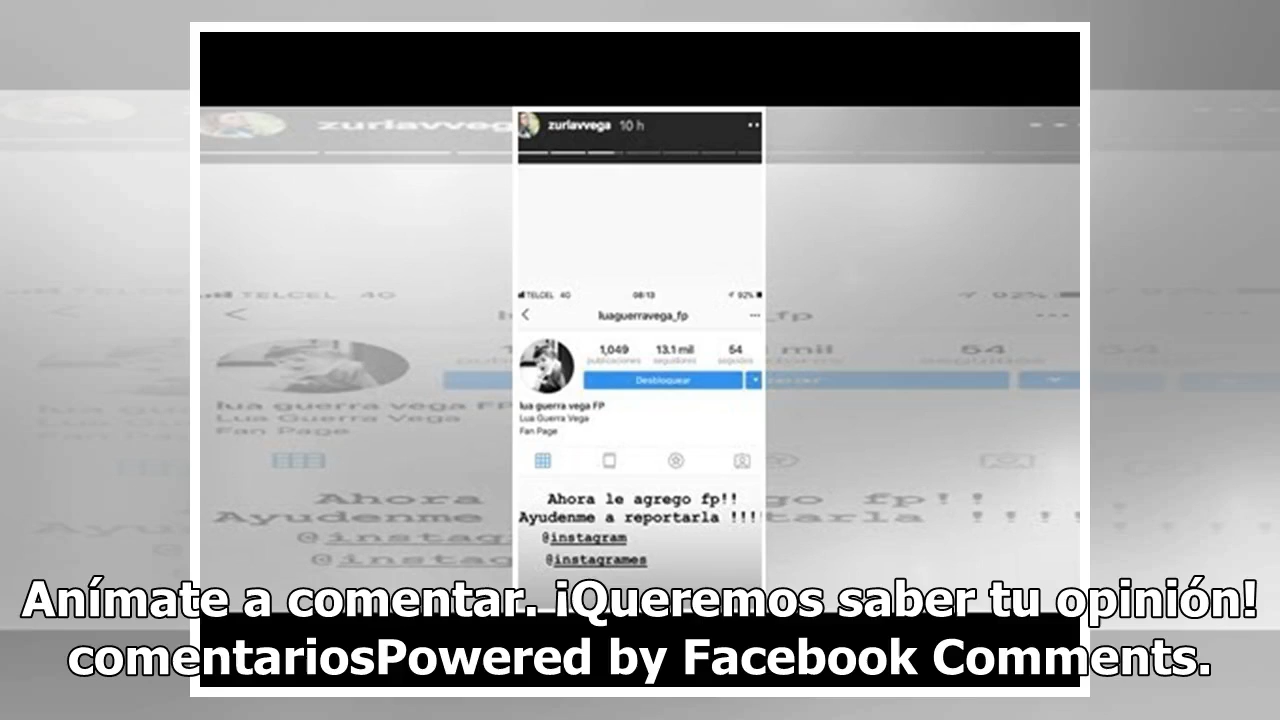 zurlavvega 10 h
TELCEL 4G 08:13 92%
luaguerravega_fp
1,049 13.1 mil 54
publicaciones seguidores seguidos
Desbloquear
lua guerra vega FP
Lua Guerra Vega
Fan Page
Ahora le agrego fp!!
Ayudenme a reportarla !!!!
@instagram
@instagrames
Anímate a comentar. ¡Queremos saber tu opinión!
comentariosPowered by Facebook Comments.